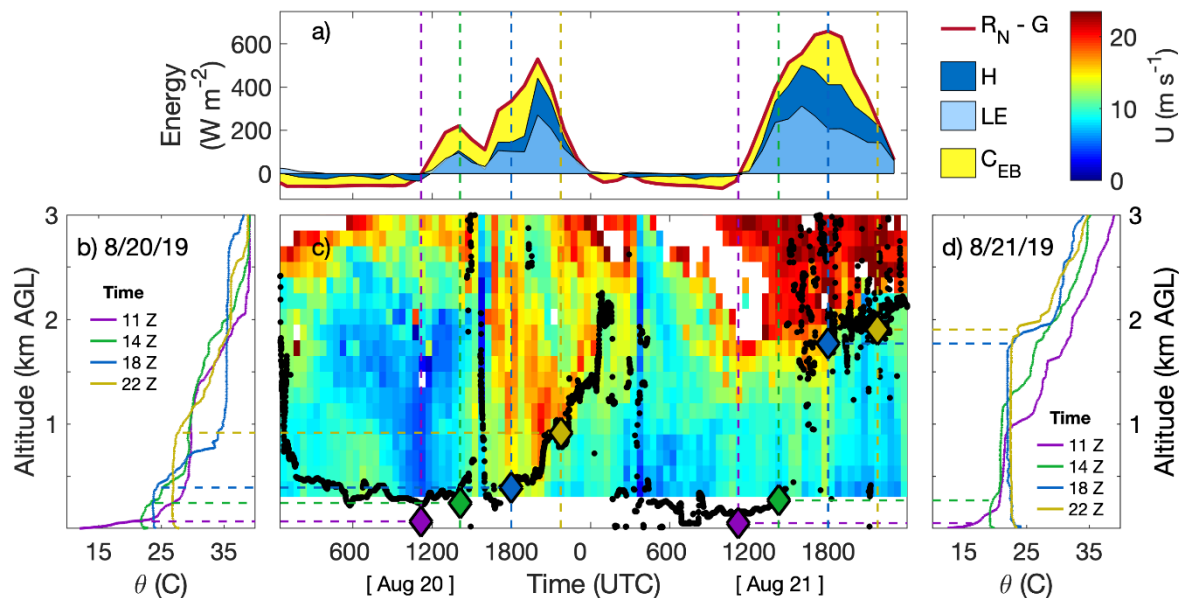 a)
Energy
(W m⁻²)
600
400
200
0
R_N - G
H
LE
C_EB
20
10
0
U (m s⁻¹)
b) 8/20/19
Time
11 Z
14 Z
18 Z
22 Z
Altitude (km AGL)
3
2
1
15 25 35
θ (C)
c)
600 1200 1800 0 600 1200 1800
[ Aug 20 ] Time (UTC) [ Aug 21 ]
d) 8/21/19
Time
11 Z
14 Z
18 Z
22 Z
3
2
1
Altitude (km AGL)
15 25 35
θ (C)